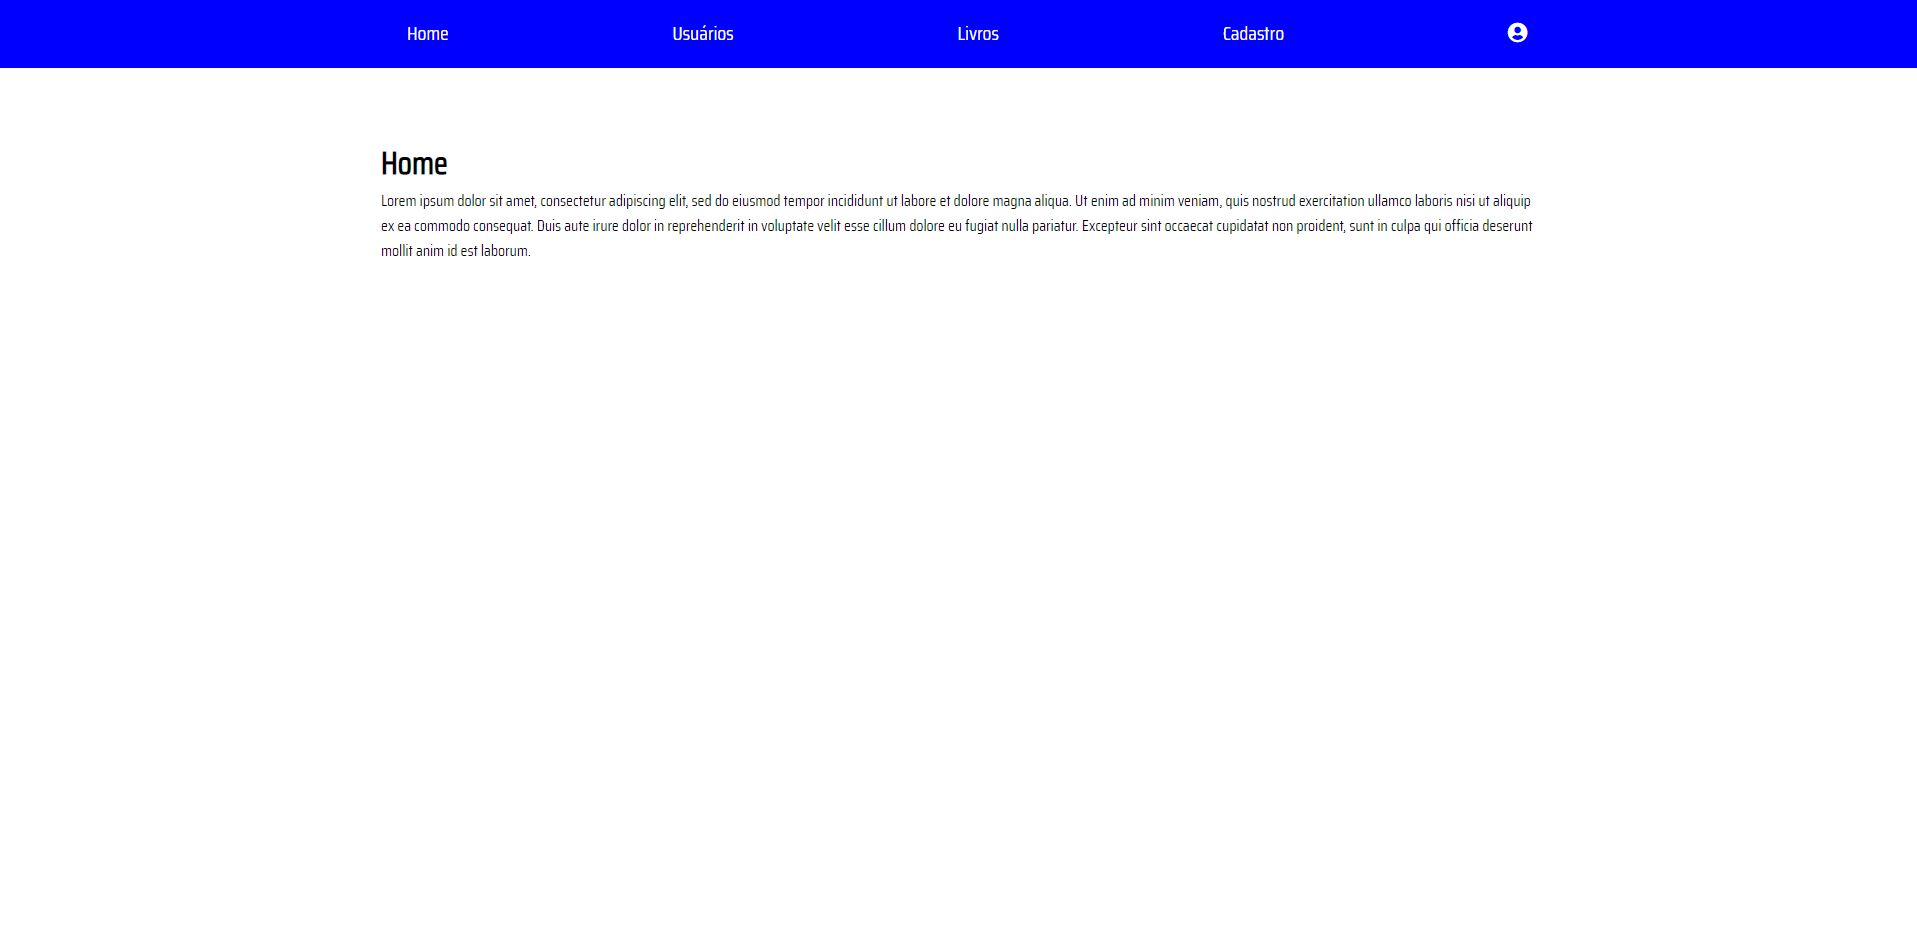 Home
Usuários
Livros
Cadastro
Home
Lorem ipsum dolor sit amet, consectetur adipiscing elit, sed do eiusmod tempor incididunt ut labore et dolore magna aliqua. Ut enim ad minim veniam, quis nostrud exercitation ullamco laboris nisi ut aliquip
ex ea commodo consequat. Duis aute irure dolor in reprehenderit in voluptate velit esse cillum dolore eu fugiat nulla pariatur. Excepteur sint occaecat cupidatat non proident, sunt in culpa qui officia deserunt
mollit anim id est laborum.